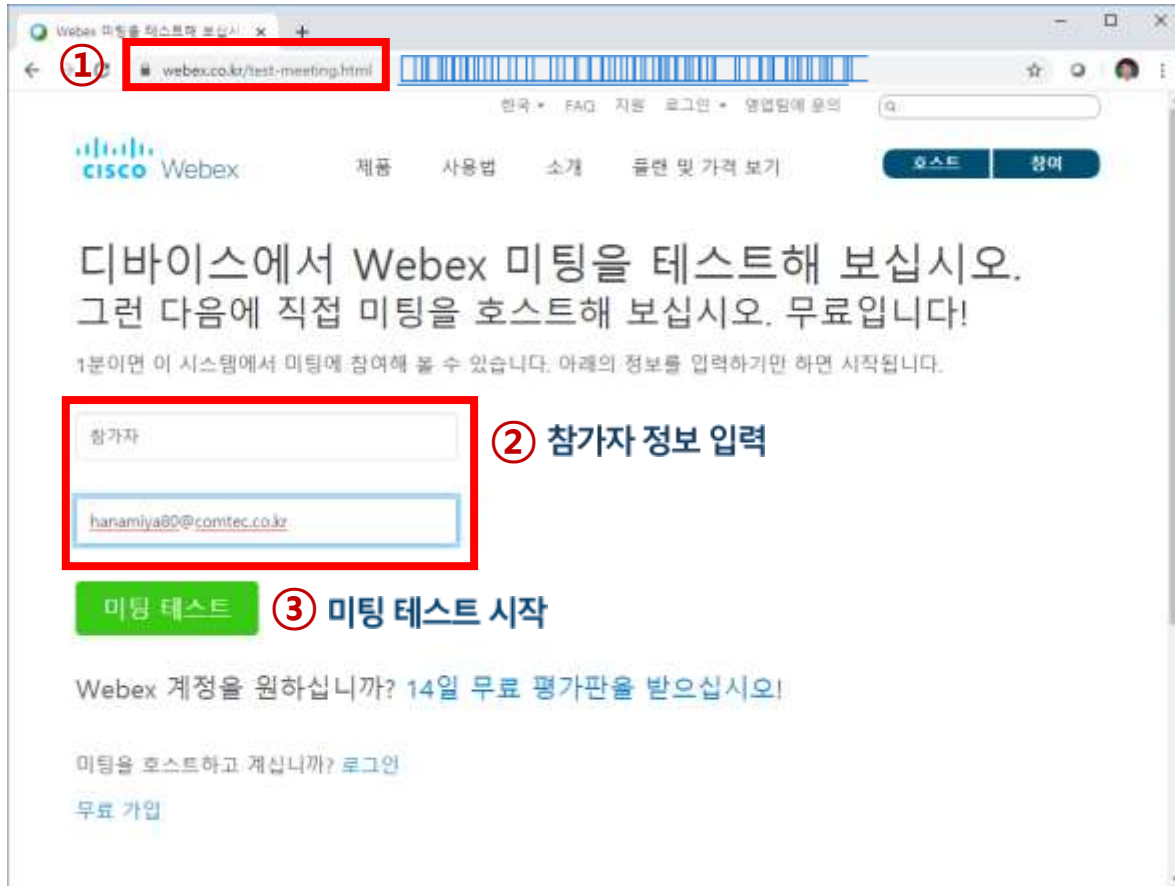 Webex 미팅을 테스트해 보십시
①
webex.co.kr/test-meeting.html
한국 FAQ 지원 로그인 영업팀에 문의
CISCO Webex 제품 사용법 소개 플랜 및 가격 보기 호스트 참여
디바이스에서 Webex 미팅을 테스트해 보십시오.
그런 다음에 직접 미팅을 호스트해 보십시오. 무료입니다!
1분이면 이 시스템에서 미팅에 참여해 볼 수 있습니다. 아래의 정보를 입력하기만 하면 시작됩니다.
참가자
② 참가자 정보 입력
hanamiya80@comtec.co.kr
미팅 테스트
③ 미팅 테스트 시작
Webex 계정을 원하십니까? 14일 무료 평가판을 받으십시오!
미팅을 호스트하고 계십니까? 로그인
무료 가입